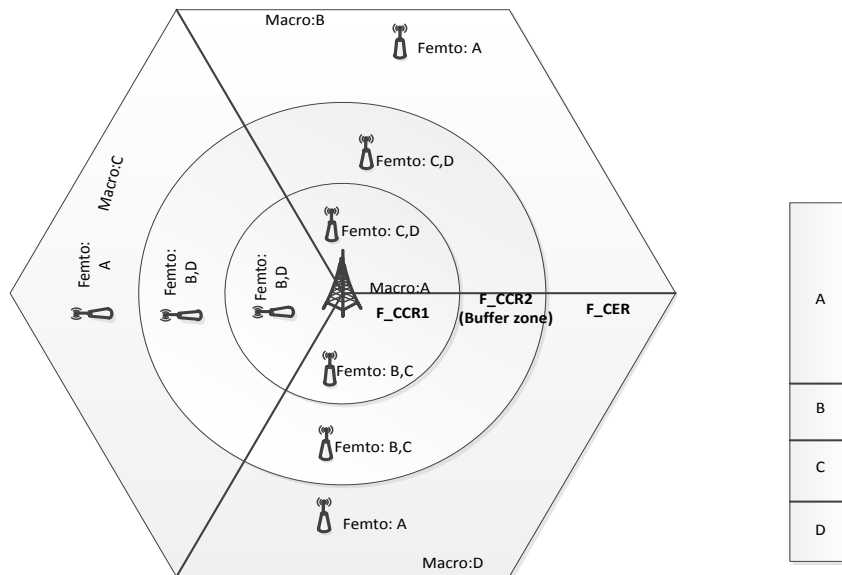 Macro:B
Femto: A
Femto: C,D
Macro:C
Femto: C,D
Femto:
A
Femto:
B,D
Femto:
B,D
Macro:A
F_CCR1
F_CCR2
(Buffer zone)
F_CER
Femto: B,C
Femto: B,C
Femto: A
Macro:D
A
B
C
D